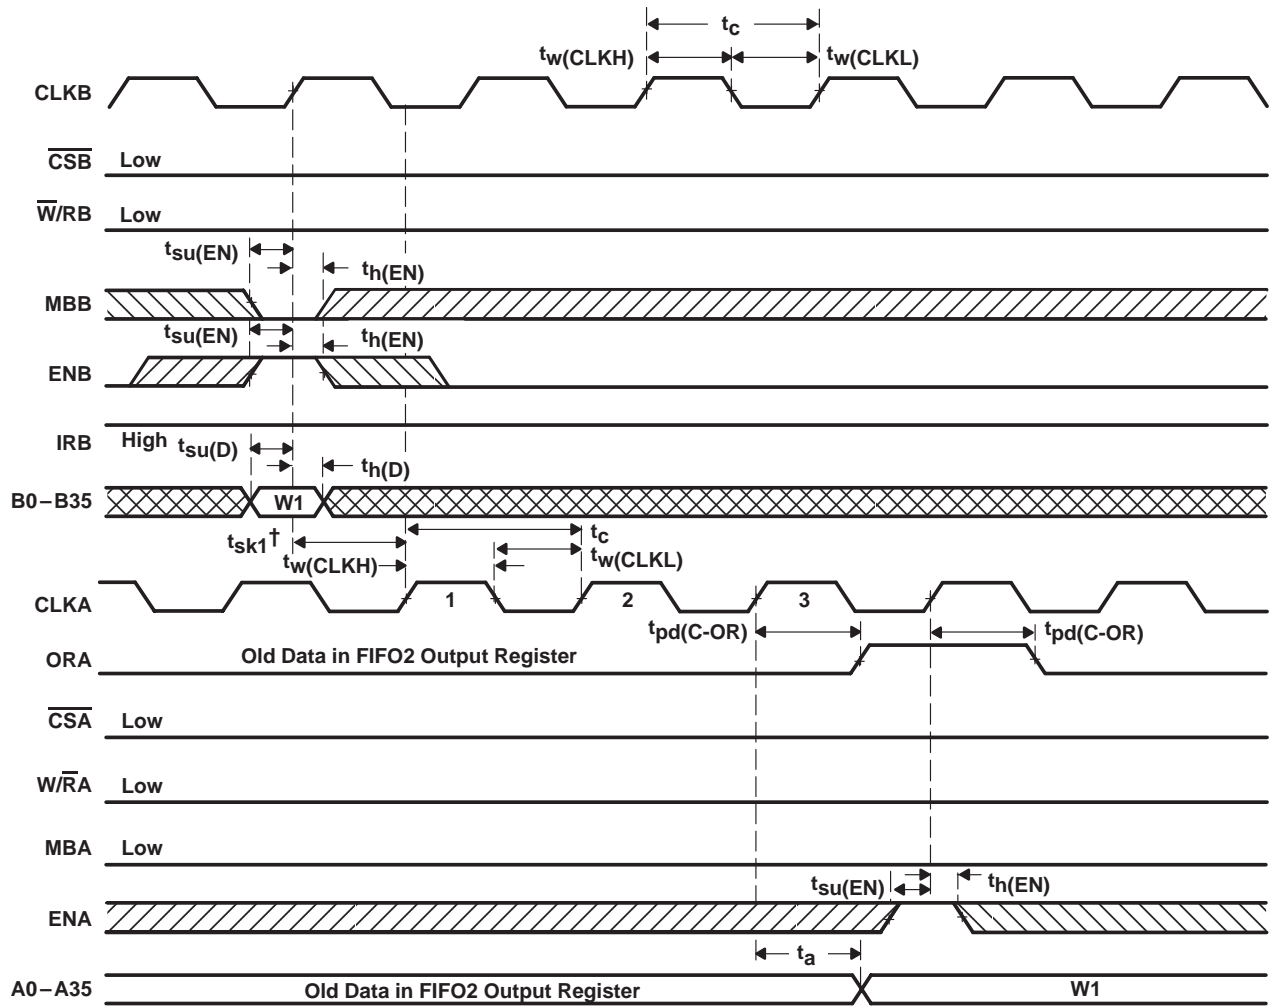 tc
tw(CLKH)
tw(CLKL)
CLKB
CSB Low
W/RB Low
tsu(EN)
th(EN)
MBB
tsu(EN)
th(EN)
ENB
IRB High
tsu(D)
th(D)
B0–B35 W1
tsk1†
tc
tw(CLKH)
tw(CLKL)
CLKA 1 2 3
tpd(C-OR)
tpd(C-OR)
ORA Old Data in FIFO2 Output Register
CSA Low
W/RA Low
MBA Low
tsu(EN)
th(EN)
ENA
ta
A0–A35 Old Data in FIFO2 Output Register W1